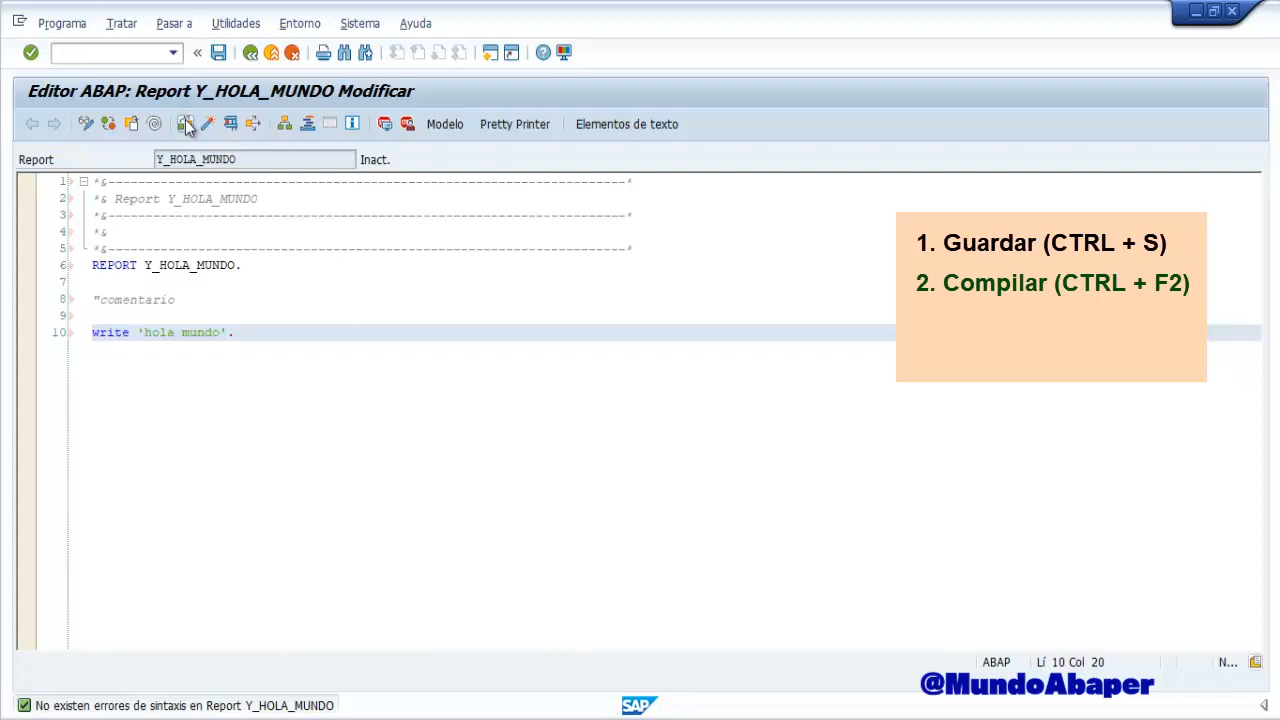 Programa Tratar Pasar a Utilidades Entorno Sistema Ayuda
Editor ABAP: Report Y_HOLA_MUNDO Modificar
Modelo Pretty Printer Elementos de texto
Report Y_HOLA_MUNDO Inact.
1 *&---------------------------------------------------------------------*
2 *& Report Y_HOLA_MUNDO
3 *&---------------------------------------------------------------------*
4 *&
5 *&---------------------------------------------------------------------*
6 REPORT Y_HOLA_MUNDO.
7
8 "comentario
9
10 write 'hola mundo'.
1. Guardar (CTRL + S)
2. Compilar (CTRL + F2)
ABAP Lí 10 Col 20 N...
@MundoAbaper
No existen errores de sintaxis en Report Y_HOLA_MUNDO
SAP